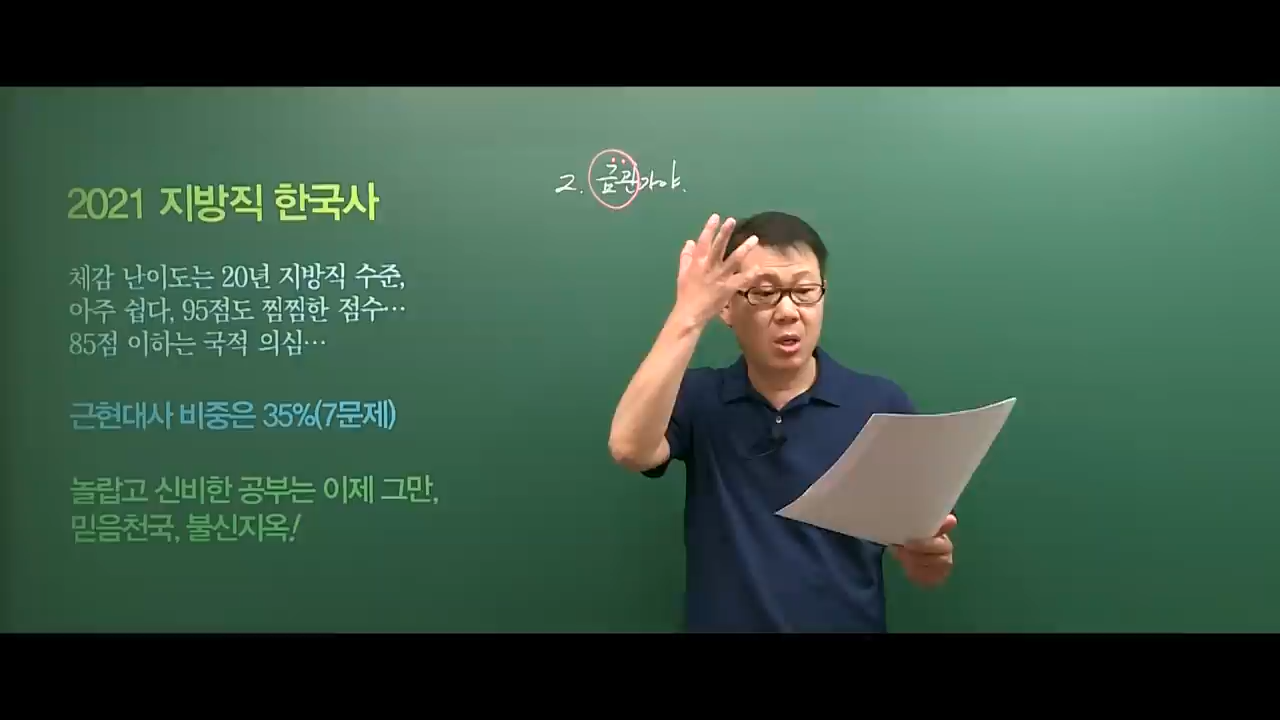 2021 지방직 한국사
체감 난이도는 20년 지방직 수준,
아주 쉽다, 95점도 찜찜한 점수…
85점 이하는 국적 의심…
근현대사 비중은 35%(7문제)
놀랍고 신비한 공부는 이제 그만,
믿음천국, 불신지옥!
2. 금관가야.